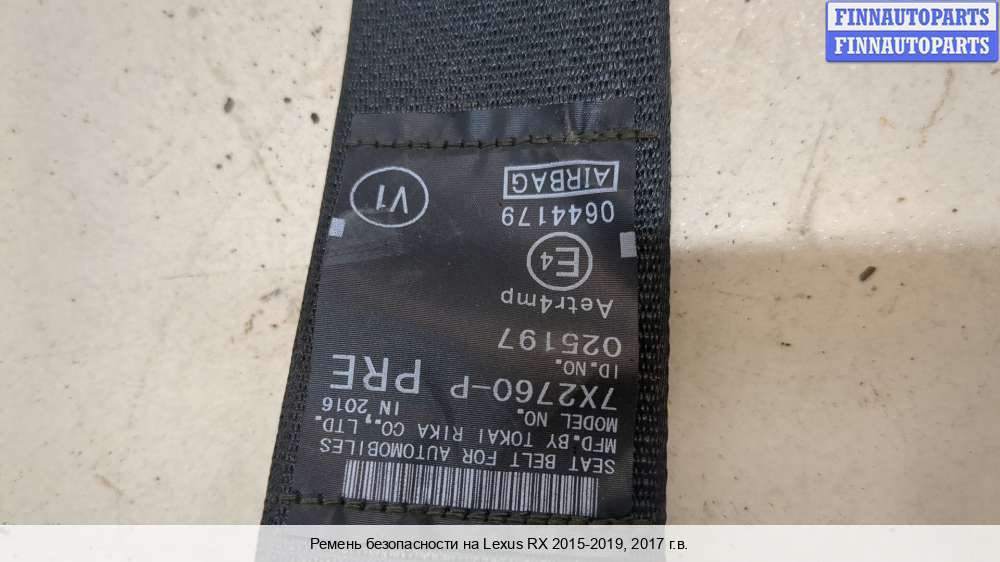 FINNAUTOPARTS
FINNAUTOPARTS
SEAT BELT FOR AUTOMOBILES
MFD.BY TOKAI RIKA CO.,LTD.
MODEL NO. IN 2016
7X2760-P PRE
ID.NO.
025197
Aetr4mp
E4
0644179
AIRBAG V1
Ремень безопасности на Lexus RX 2015-2019, 2017 г.в.